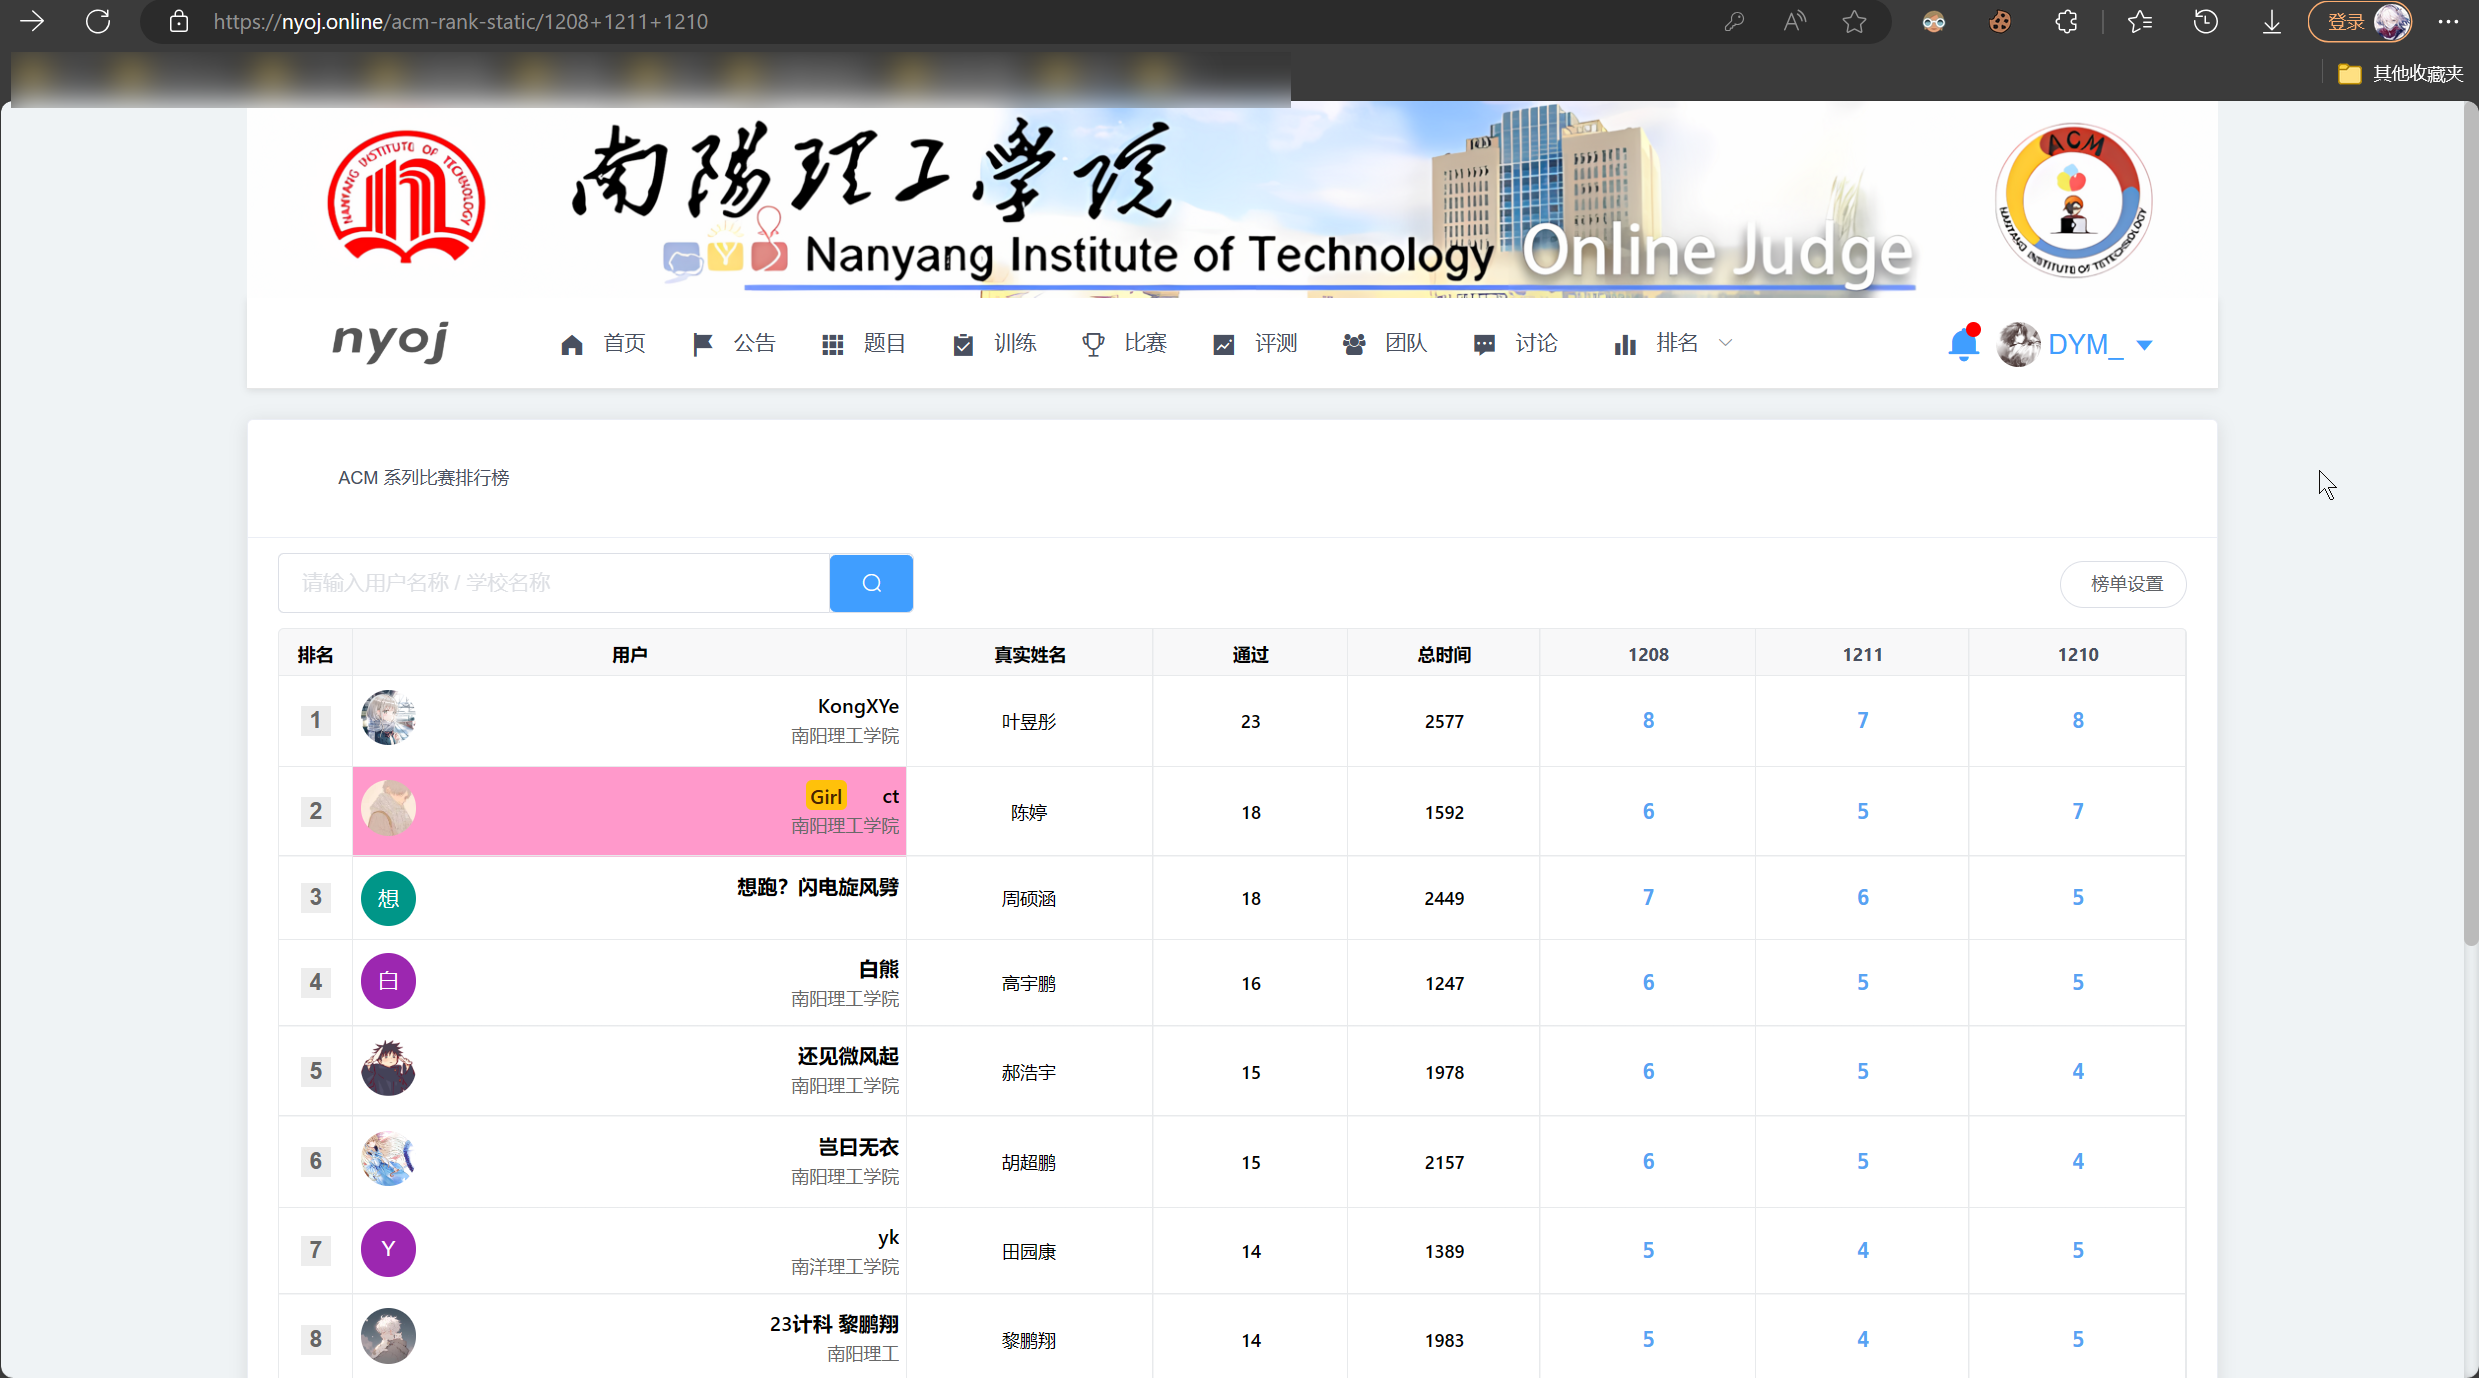 https://nyoj.online/acm-rank-static/1208+1211+1210
登录
其他收藏夹
NANYANG INSTITUTE OF TECHNOLOGY
南陽理工学院
Nanyang Institute of Technology Online Judge
ACM
nyoj 首页 公告 题目 训练 比赛 评测 团队 讨论 排名 DYM_
ACM 系列比赛排行榜
请输入用户名称 / 学校名称
榜单设置
排名 用户 真实姓名 通过 总时间 1208 1211 1210
1 KongXYe 南阳理工学院 叶昱彤 23 2577 8 7 8
2 Girl ct 南阳理工学院 陈婷 18 1592 6 5 7
3 想 想跑？闪电旋风劈 周硕涵 18 2449 7 6 5
4 白 白熊 南阳理工学院 高宇鹏 16 1247 6 5 5
5 还见微风起 南阳理工学院 郝浩宇 15 1978 6 5 4
6 岂曰无衣 南阳理工学院 胡超鹏 15 2157 6 5 4
7 Y yk 南洋理工学院 田园康 14 1389 5 4 5
8 23计科 黎鹏翔 南阳理工 黎鹏翔 14 1983 5 4 5